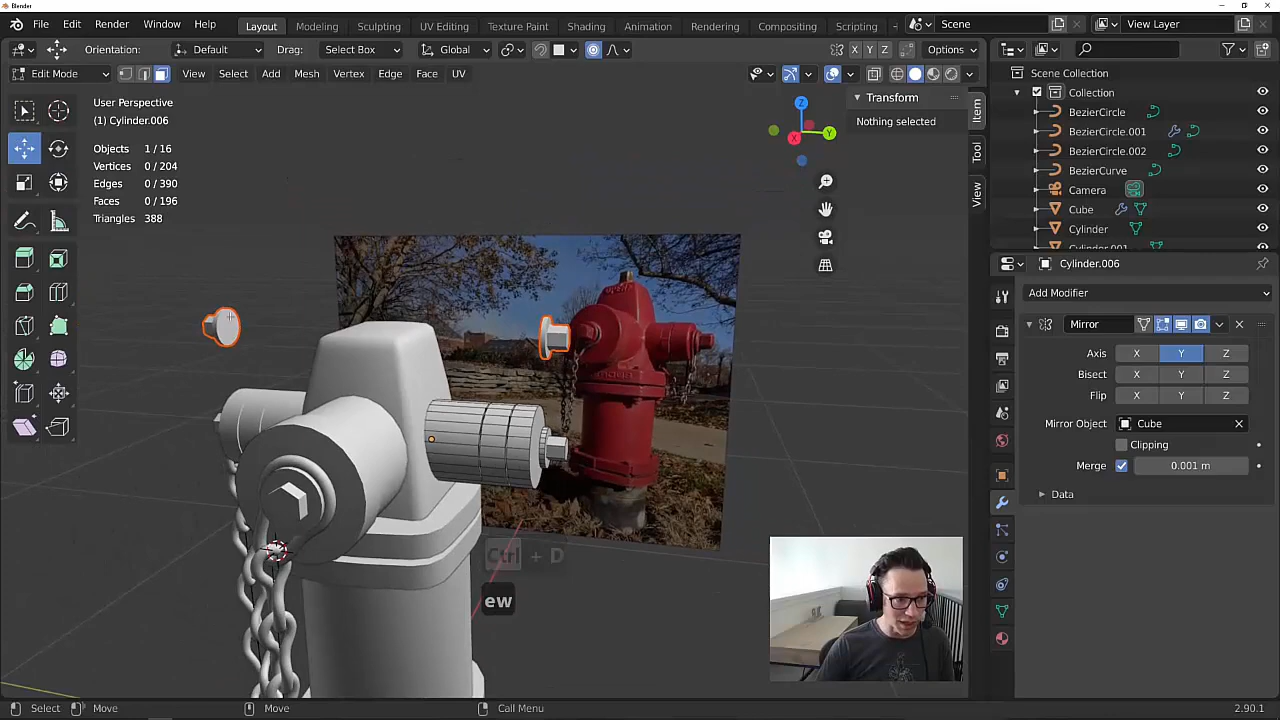 Blender
File Edit Render Window Help
Layout Modeling Sculpting UV Editing Texture Paint Shading Animation Rendering Compositing Scripting
Scene
View Layer
Orientation: Default Drag: Select Box Global
X Y Z Options
Edit Mode View Select Add Mesh Vertex Edge Face UV
User Perspective
(1) Cylinder.006
Objects 1/16
Vertices 0/204
Edges 0/390
Faces 0/196
Triangles 388
Z
Y
X
Transform
Nothing selected
Item
Tool
View
Scene Collection
Collection
BezierCircle
BezierCircle.001
BezierCircle.002
BezierCurve
Camera
Cube
Cylinder
Cylinder.001
Cylinder.006
Add Modifier
Mirror
Axis X Y Z
Bisect X Y Z
Flip X Y Z
Mirror Object Cube
Clipping
Merge 0.001 m
Data
Ctrl + D
ew
Select Move Move Call Menu 2.90.1